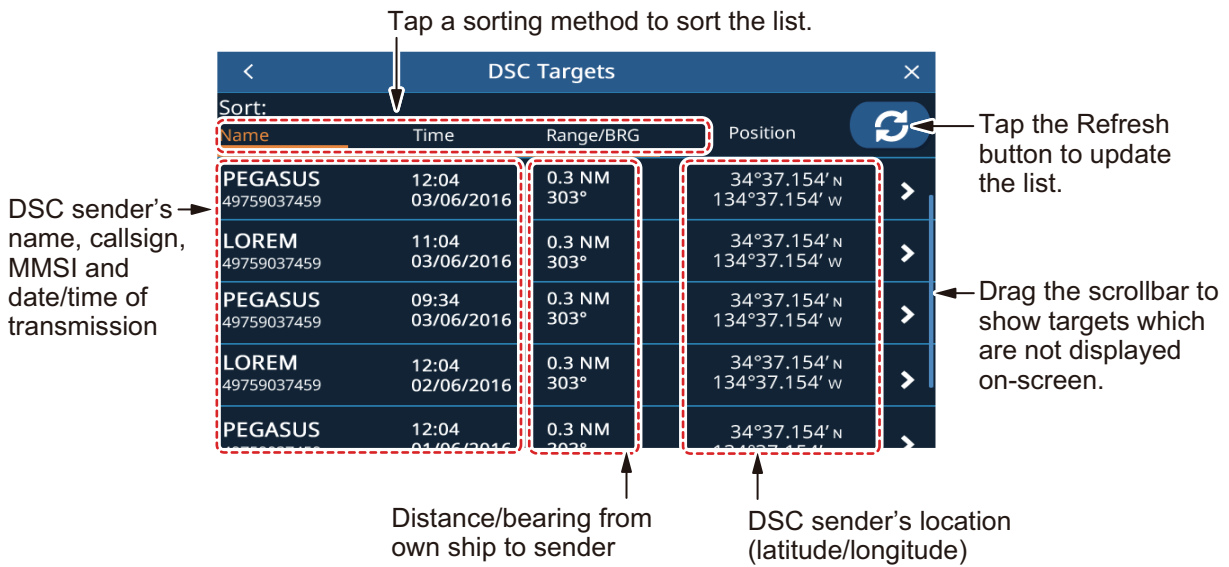 Tap a sorting method to sort the list.
DSC Targets
Sort:
Name Time Range/BRG Position
Tap the Refresh
button to update
the list.
PEGASUS 12:04 0.3 NM 34°37.154′ N
49759037459 03/06/2016 303° 134°37.154′ W
LOREM 11:04 0.3 NM 34°37.154′ N
49759037459 03/06/2016 303° 134°37.154′ W
PEGASUS 09:34 0.3 NM 34°37.154′ N
49759037459 03/06/2016 303° 134°37.154′ W
LOREM 12:04 0.3 NM 34°37.154′ N
49759037459 02/06/2016 303° 134°37.154′ W
PEGASUS 12:04 0.3 NM 34°37.154′ N
DSC sender's
name, callsign,
MMSI and
date/time of
transmission
Drag the scrollbar to
show targets which
are not displayed
on-screen.
Distance/bearing from
own ship to sender
DSC sender's location
(latitude/longitude)